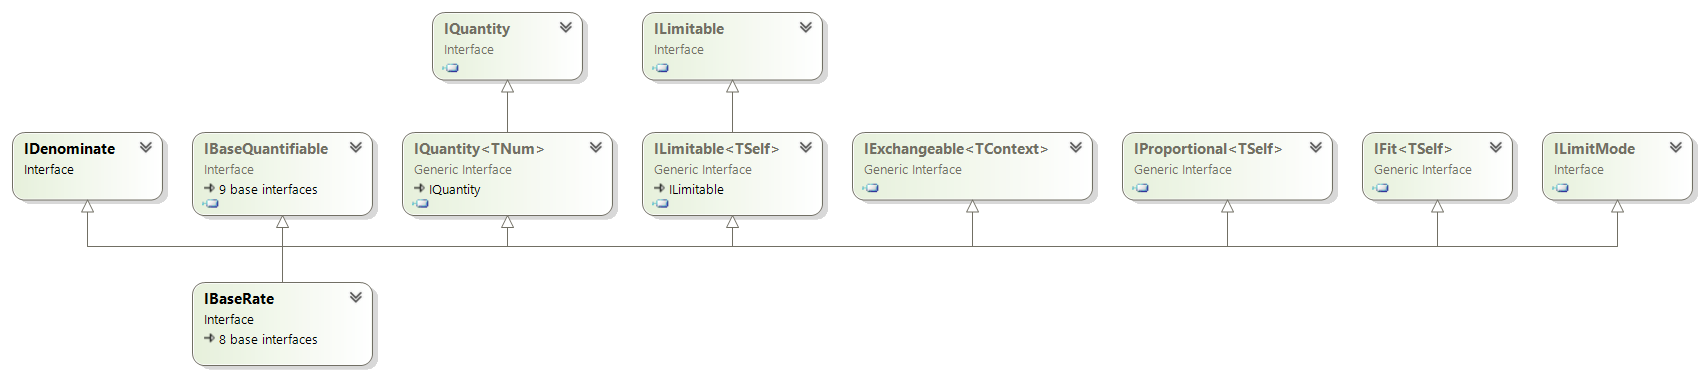 IQuantity
Interface
ILimitable
Interface
IDenominate
Interface
IBaseQuantifiable
Interface
9 base interfaces
IQuantity<TNum>
Generic Interface
IQuantity
ILimitable<TSelf>
Generic Interface
ILimitable
IExchangeable<TContext>
Generic Interface
IProportional<TSelf>
Generic Interface
IFit<TSelf>
Generic Interface
ILimitMode
Interface
IBaseRate
Interface
8 base interfaces